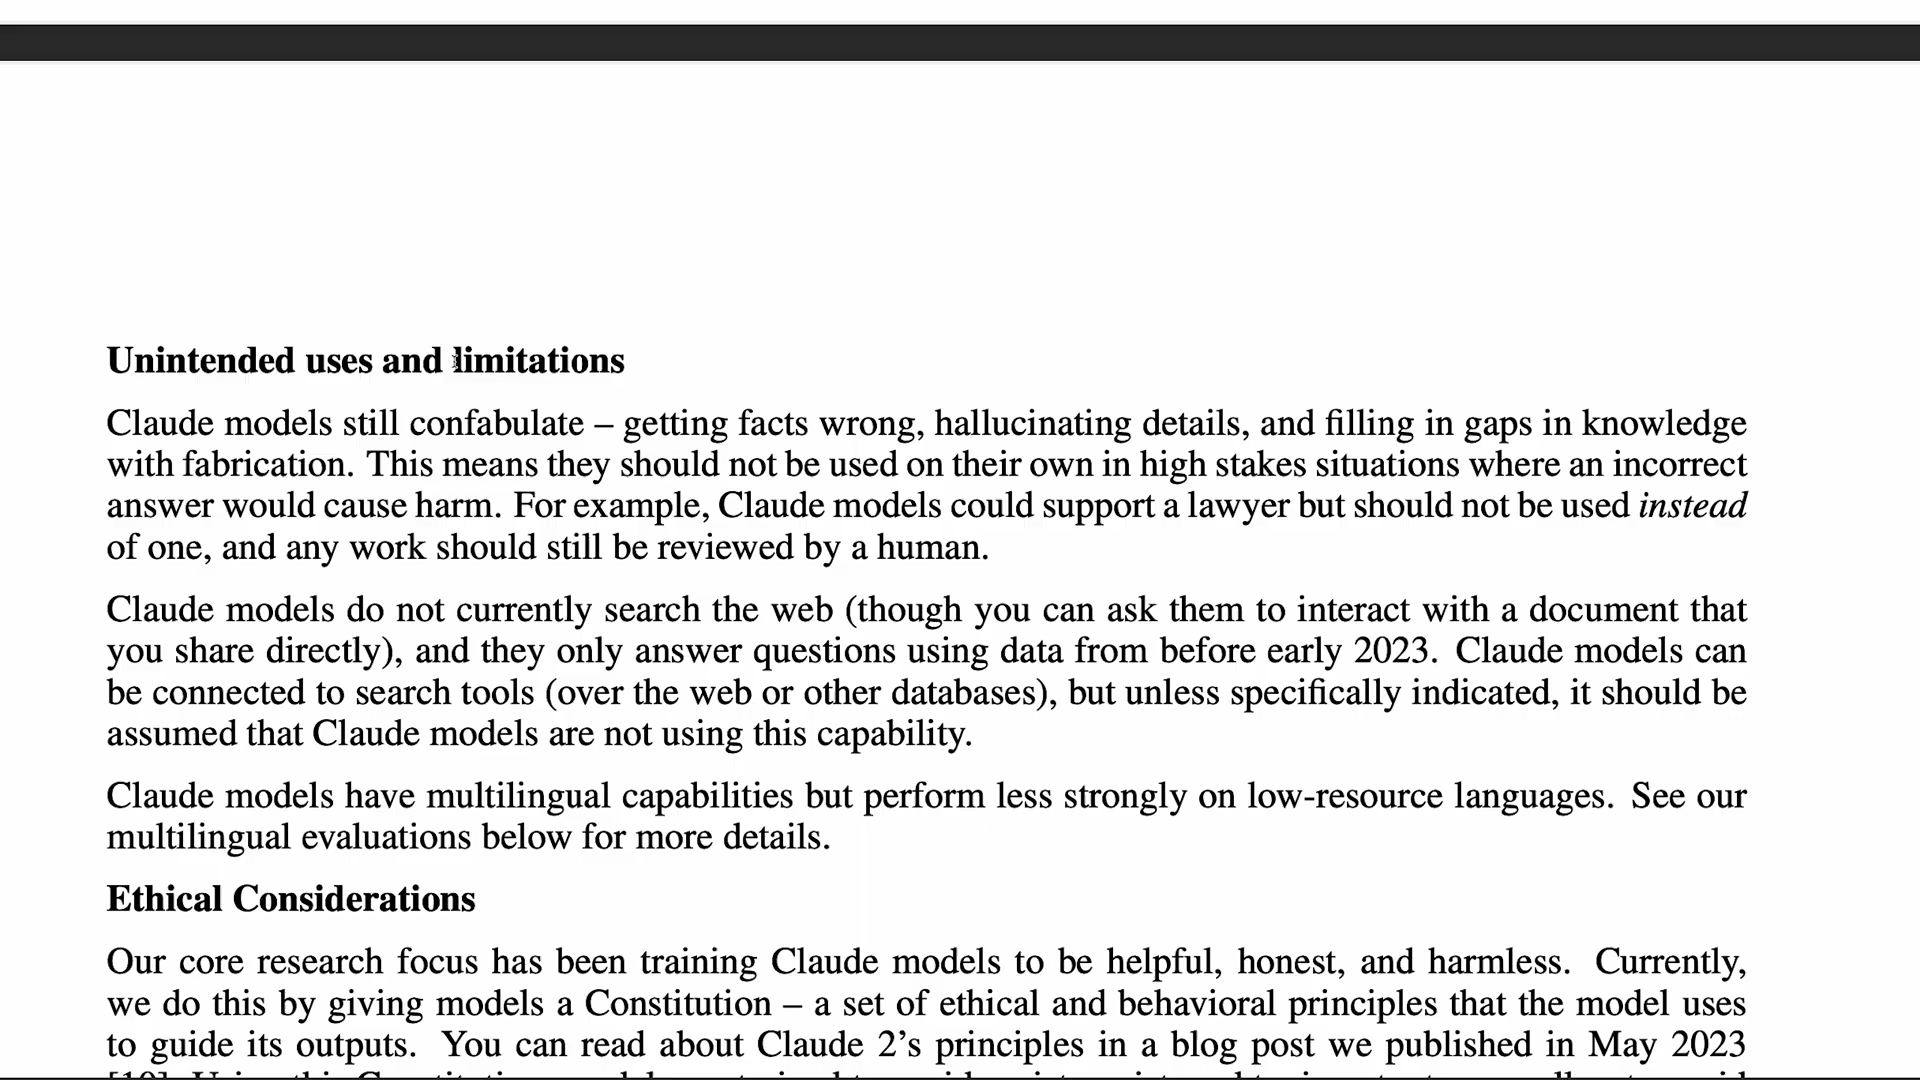 Unintended uses and limitations
Claude models still confabulate – getting facts wrong, hallucinating details, and filling in gaps in knowledge
with fabrication. This means they should not be used on their own in high stakes situations where an incorrect
answer would cause harm. For example, Claude models could support a lawyer but should not be used instead
of one, and any work should still be reviewed by a human.
Claude models do not currently search the web (though you can ask them to interact with a document that
you share directly), and they only answer questions using data from before early 2023. Claude models can
be connected to search tools (over the web or other databases), but unless specifically indicated, it should be
assumed that Claude models are not using this capability.
Claude models have multilingual capabilities but perform less strongly on low-resource languages. See our
multilingual evaluations below for more details.
Ethical Considerations
Our core research focus has been training Claude models to be helpful, honest, and harmless. Currently,
we do this by giving models a Constitution – a set of ethical and behavioral principles that the model uses
to guide its outputs. You can read about Claude 2’s principles in a blog post we published in May 2023